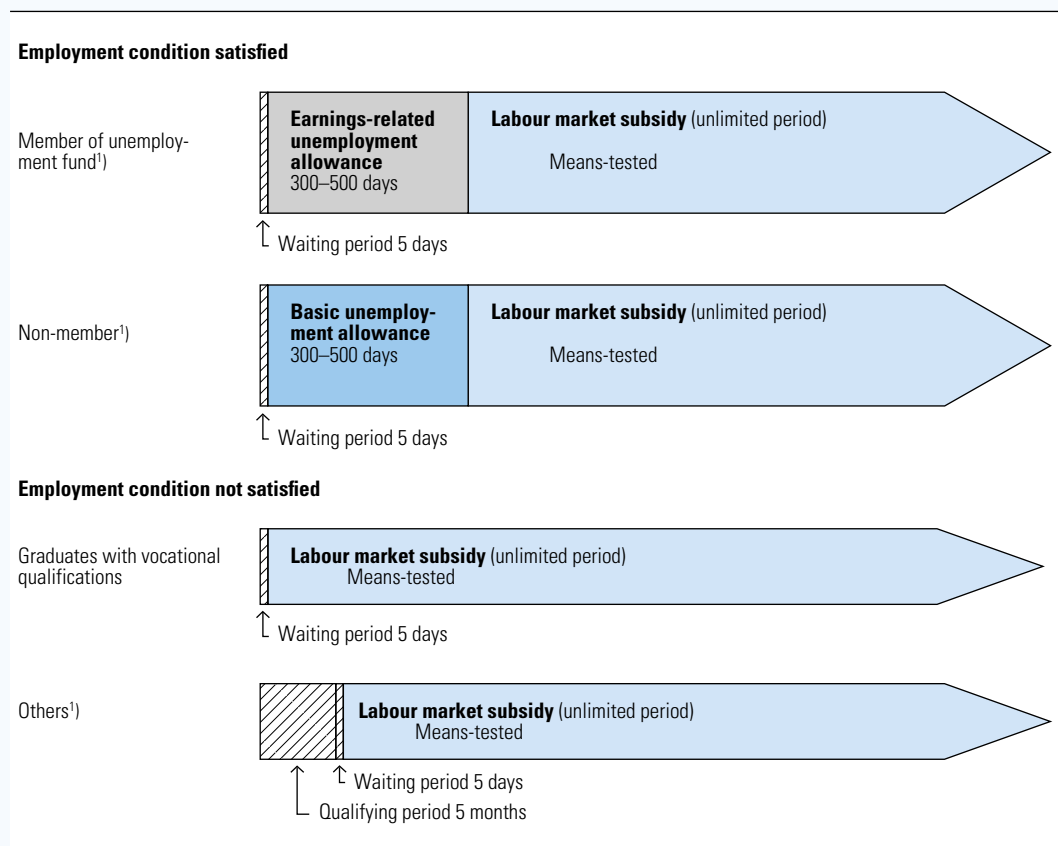 Employment condition satisfied
Member of unemploy-
ment fund¹)
Earnings-related
unemployment
allowance
300–500 days
Labour market subsidy (unlimited period)
Means-tested
Waiting period 5 days
Non-member¹)
Basic unemploy-
ment allowance
300–500 days
Labour market subsidy (unlimited period)
Means-tested
Waiting period 5 days
Employment condition not satisfied
Graduates with vocational
qualifications
Labour market subsidy (unlimited period)
Means-tested
Waiting period 5 days
Others¹)
Labour market subsidy (unlimited period)
Means-tested
Waiting period 5 days
Qualifying period 5 months